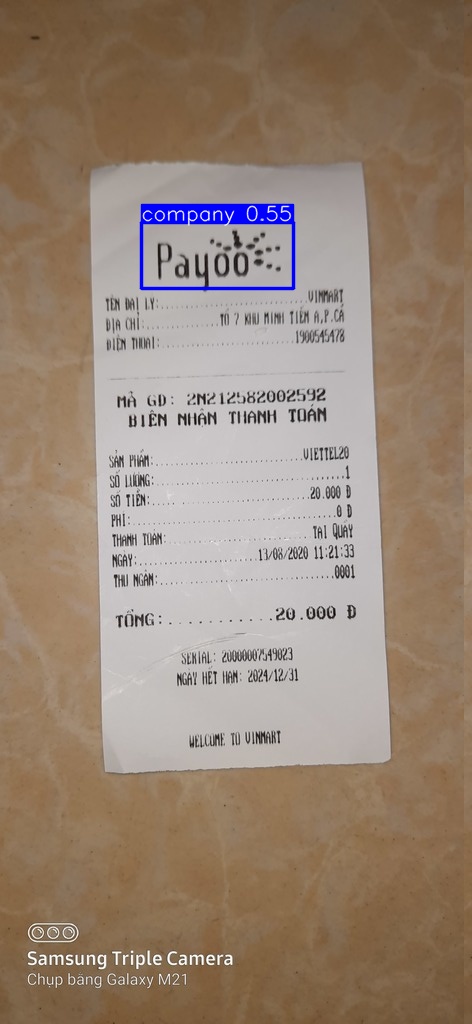 company 0.55
Payoo
TÊN ĐẠI LÝ:..........................VINMART
ĐỊA CHỈ:.............TỔ 7 KHU MINH TIẾN A,P.CÁ
ĐIỆN THOẠI:........................1900545478
MÃ GD: 2N212582002592
BIÊN NHẬN THANH TOÁN
SẢN PHẨM:..........................VIETTEL20
SỐ LƯỢNG:..................................1
SỐ TIỀN:...........................20.000 Đ
PHÍ:....................................0 Đ
THANH TOÁN:........................TẠI QUẦY
NGÀY:....................13/08/2020 11:21:33
THU NGÂN:..............................0001
TỔNG:...........20.000 Đ
SERIAL: 20000007549023
NGÀY HẾT HẠN: 2024/12/31
WELCOME TO VINMART
Samsung Triple Camera
Chụp bằng Galaxy M21